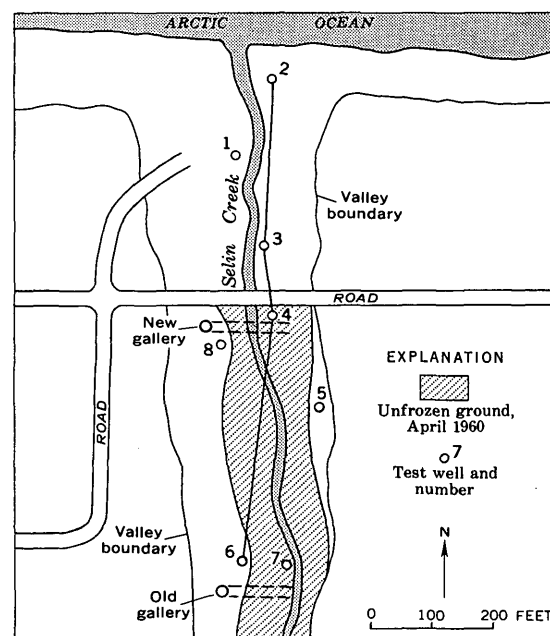 ARCTIC OCEAN
2
1
Valley
boundary
Selin Creek
3
ROAD
4
New
gallery
8
EXPLANATION
Unfrozen ground,
April 1960
5
7
Test well and
number
ROAD
N
Valley
boundary
6
7
Old
gallery
0 120 200 FEET